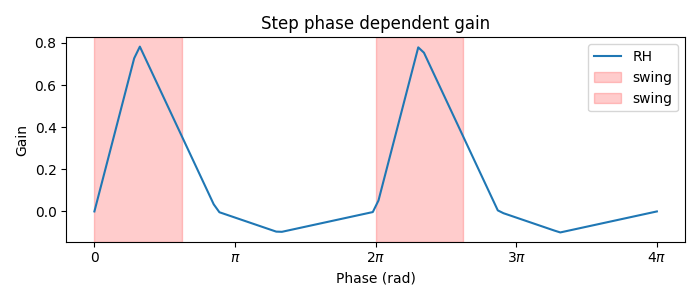 Step phase dependent gain
Gain
0.8
0.6
0.4
0.2
0.0
RH
swing
swing
0
π
2π
3π
4π
Phase (rad)